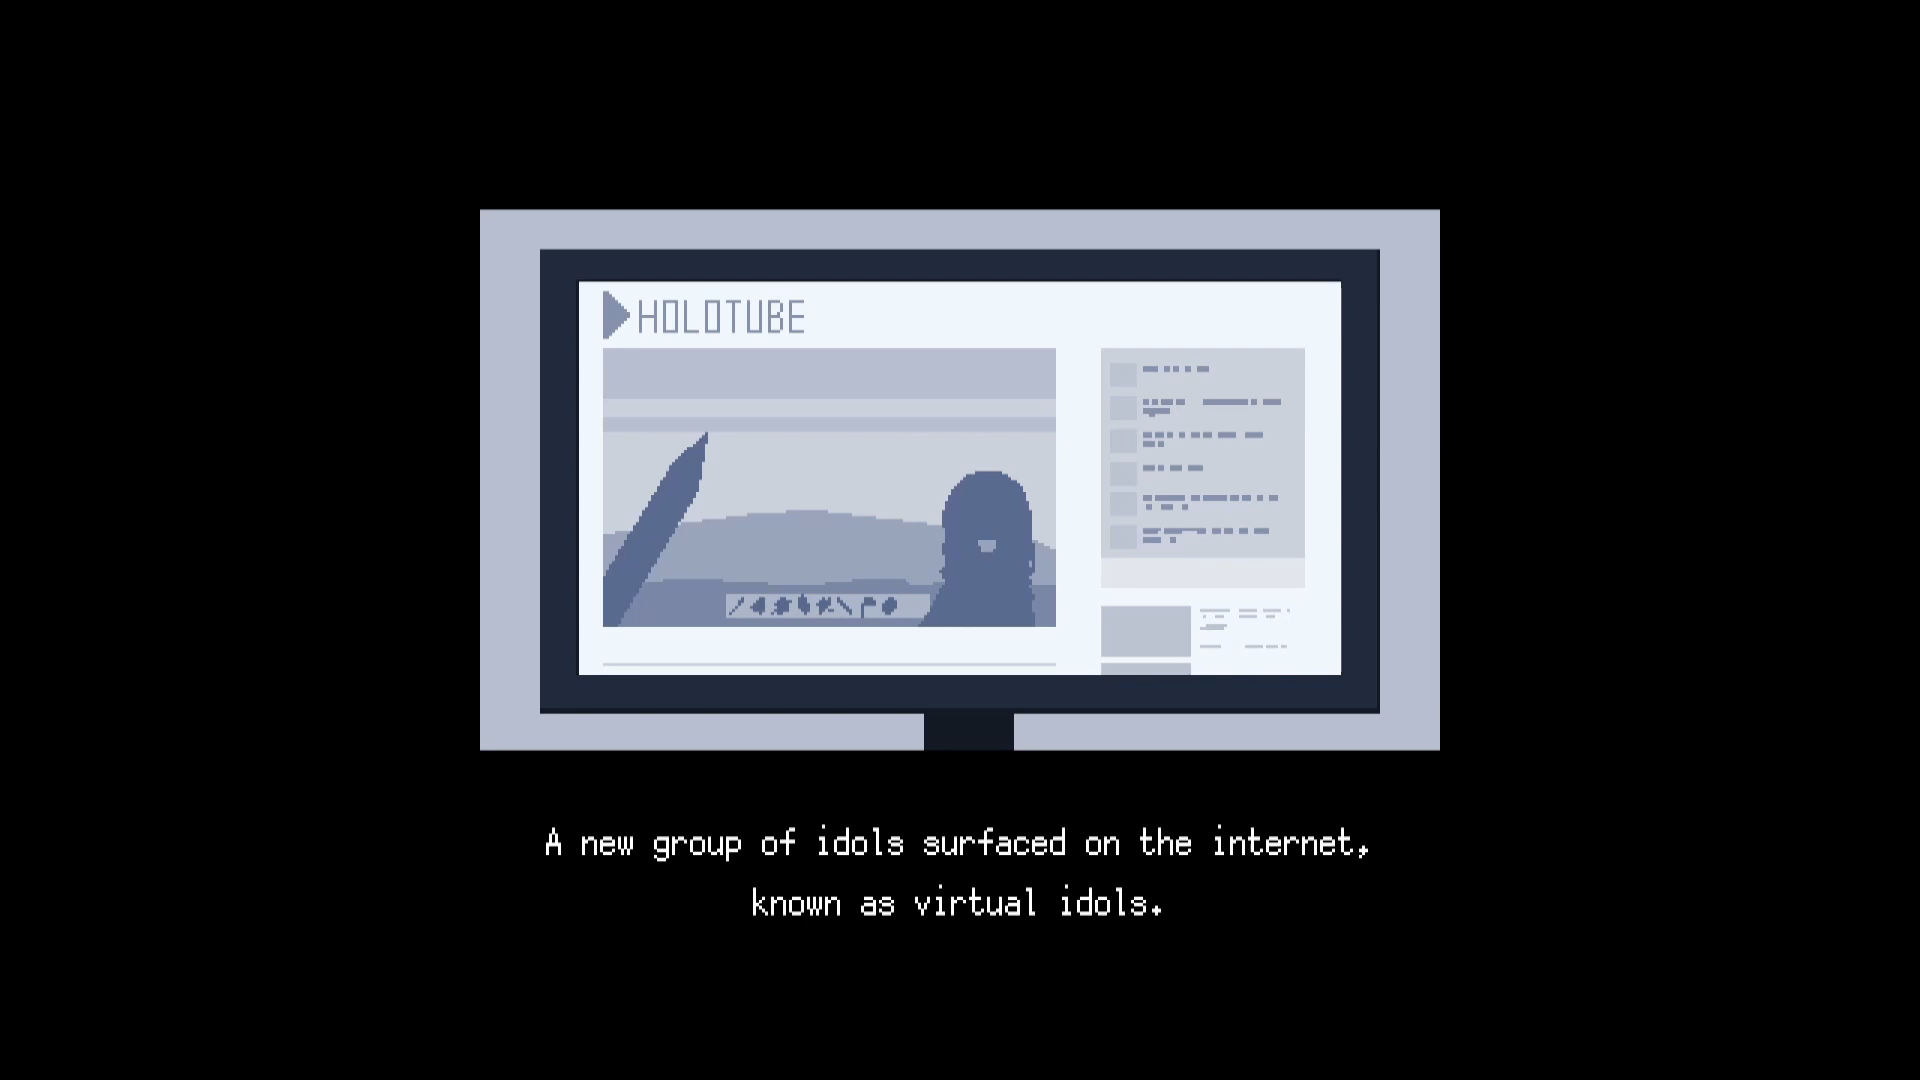 HOLOTUBE
A new group of idols surfaced on the internet,
known as virtual idols.